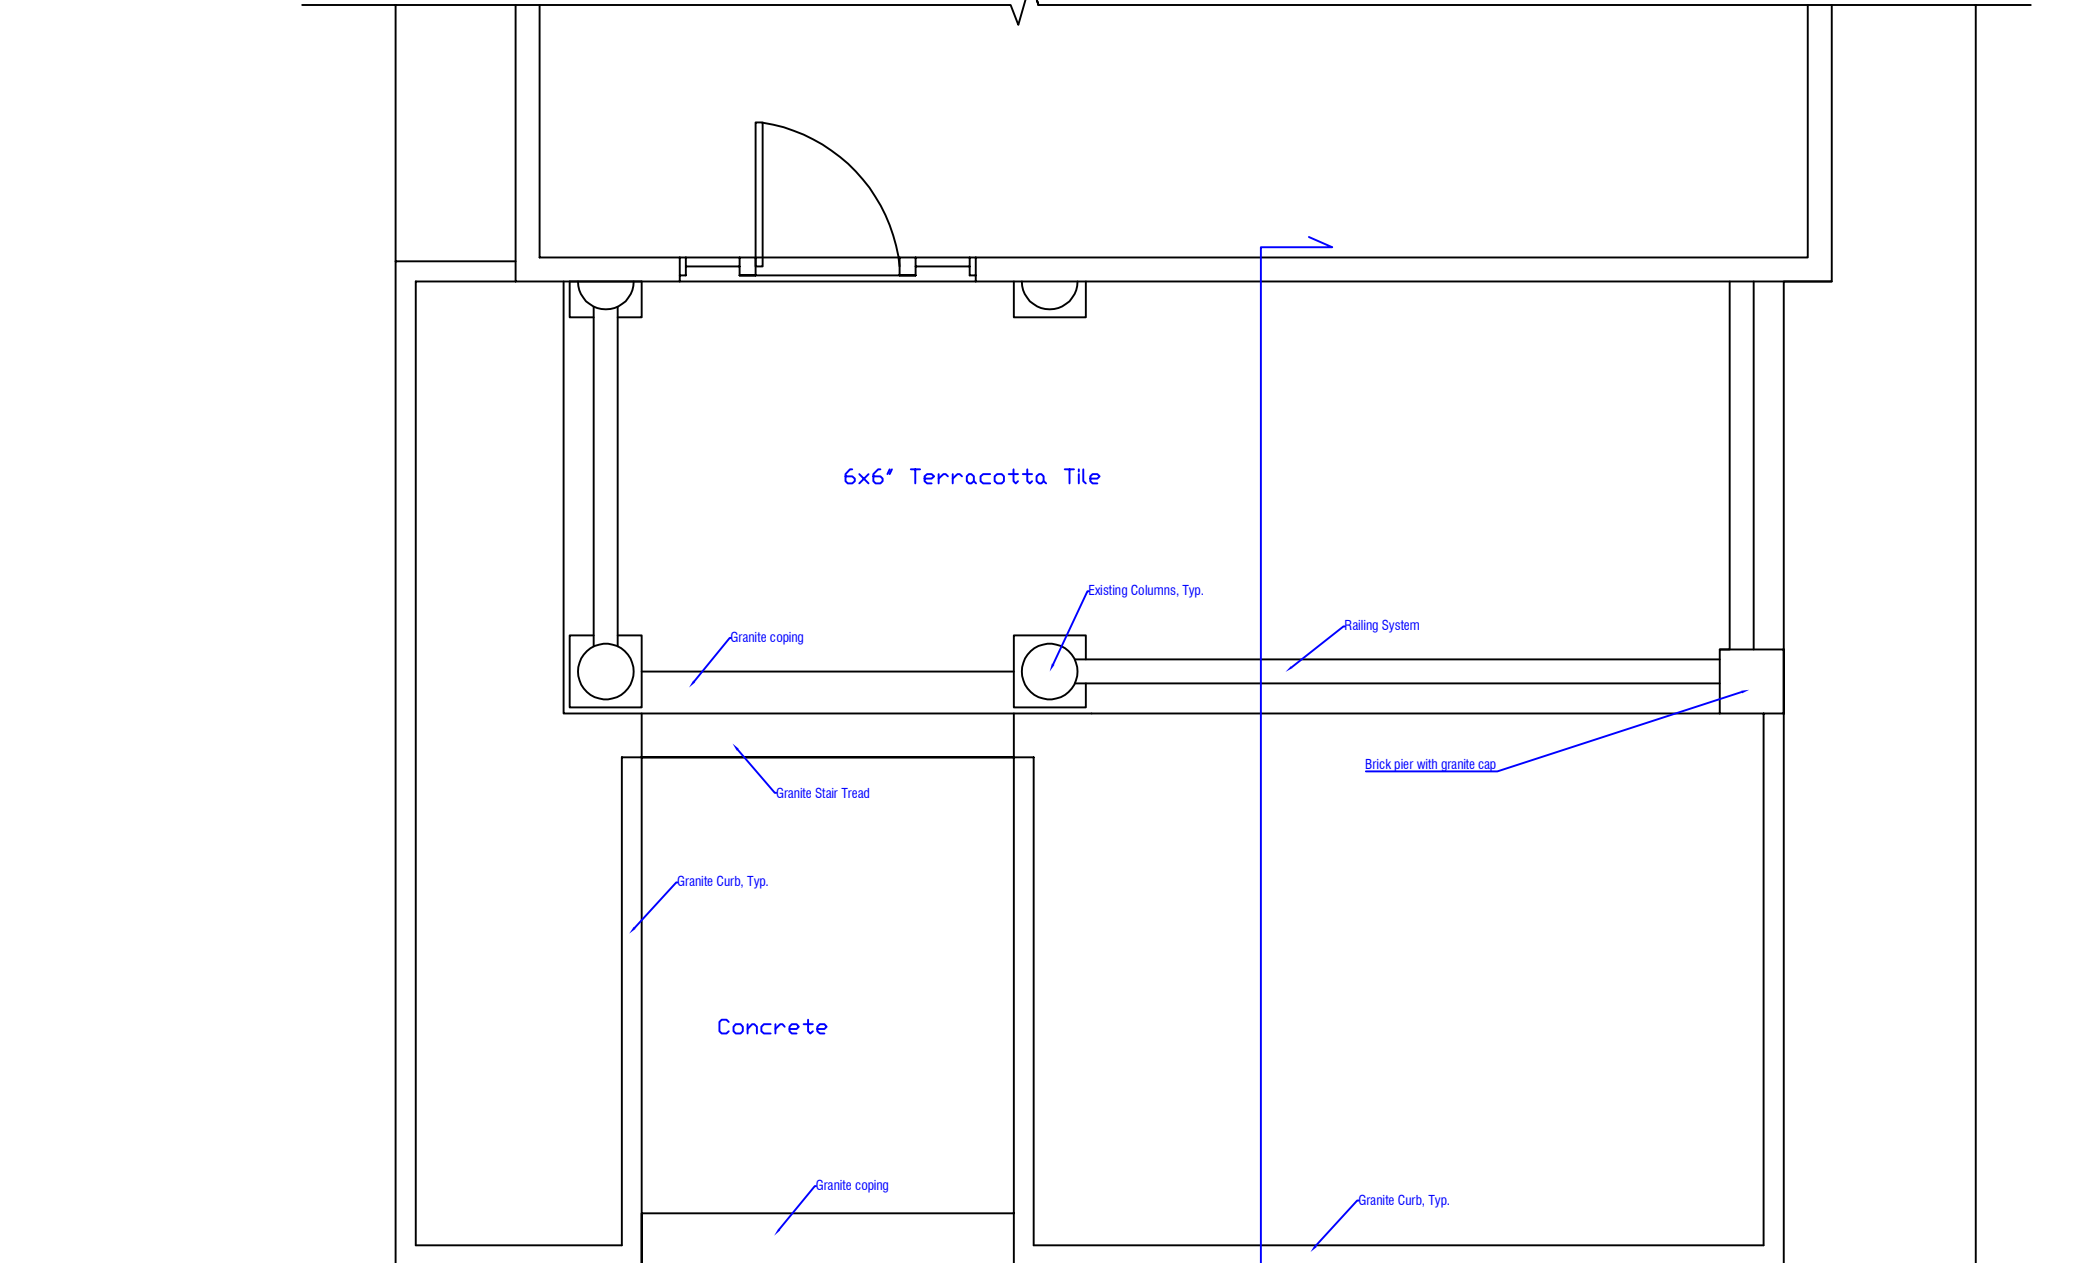 6x6" Terracotta Tile
Existing Columns, Typ.
Railing System
Granite coping
Brick pier with granite cap
Granite Stair Tread
Granite Curb, Typ.
Concrete
Granite coping
Granite Curb, Typ.